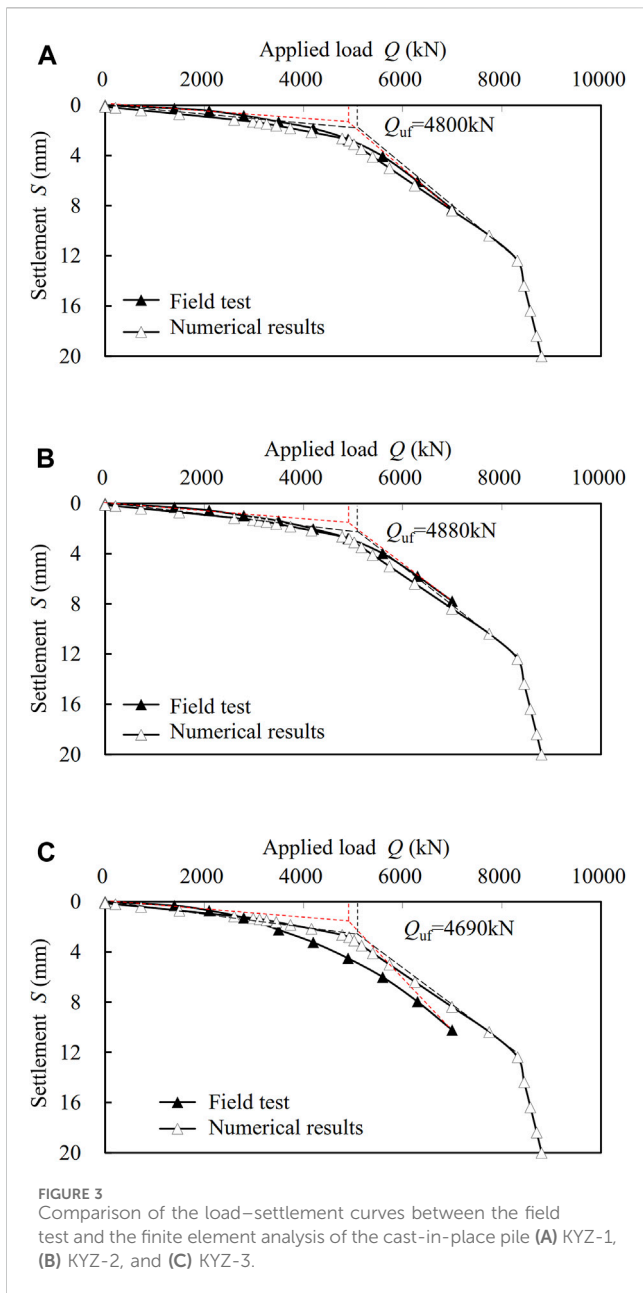 A
Applied load Q (kN)
0 2000 4000 6000 8000 10000
0
4
8
12
16
20
Settlement S (mm)
Quf=4800kN
Field test
Numerical results
B
Applied load Q (kN)
0 2000 4000 6000 8000 10000
0
4
8
12
16
20
Settlement S (mm)
Quf=4880kN
Field test
Numerical results
C
Applied load Q (kN)
0 2000 4000 6000 8000 10000
0
4
8
12
16
20
Settlement S (mm)
Quf=4690kN
Field test
Numerical results
FIGURE 3
Comparison of the load–settlement curves between the field
test and the finite element analysis of the cast-in-place pile (A) KYZ-1,
(B) KYZ-2, and (C) KYZ-3.